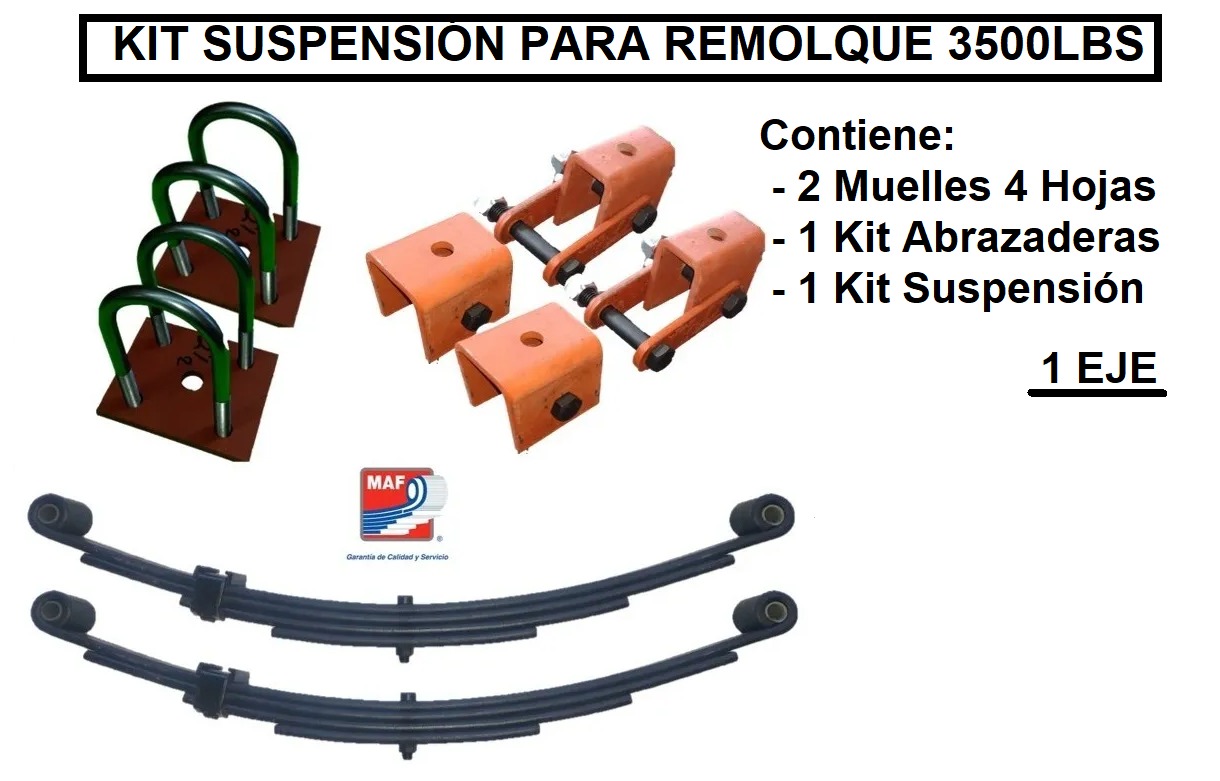 KIT SUSPENSIÓN PARA REMOLQUE 3500LBS
Contiene:
- 2 Muelles 4 Hojas
- 1 Kit Abrazaderas
- 1 Kit Suspensión
1 EJE
MAF
®
Garantía de Calidad y Servicio